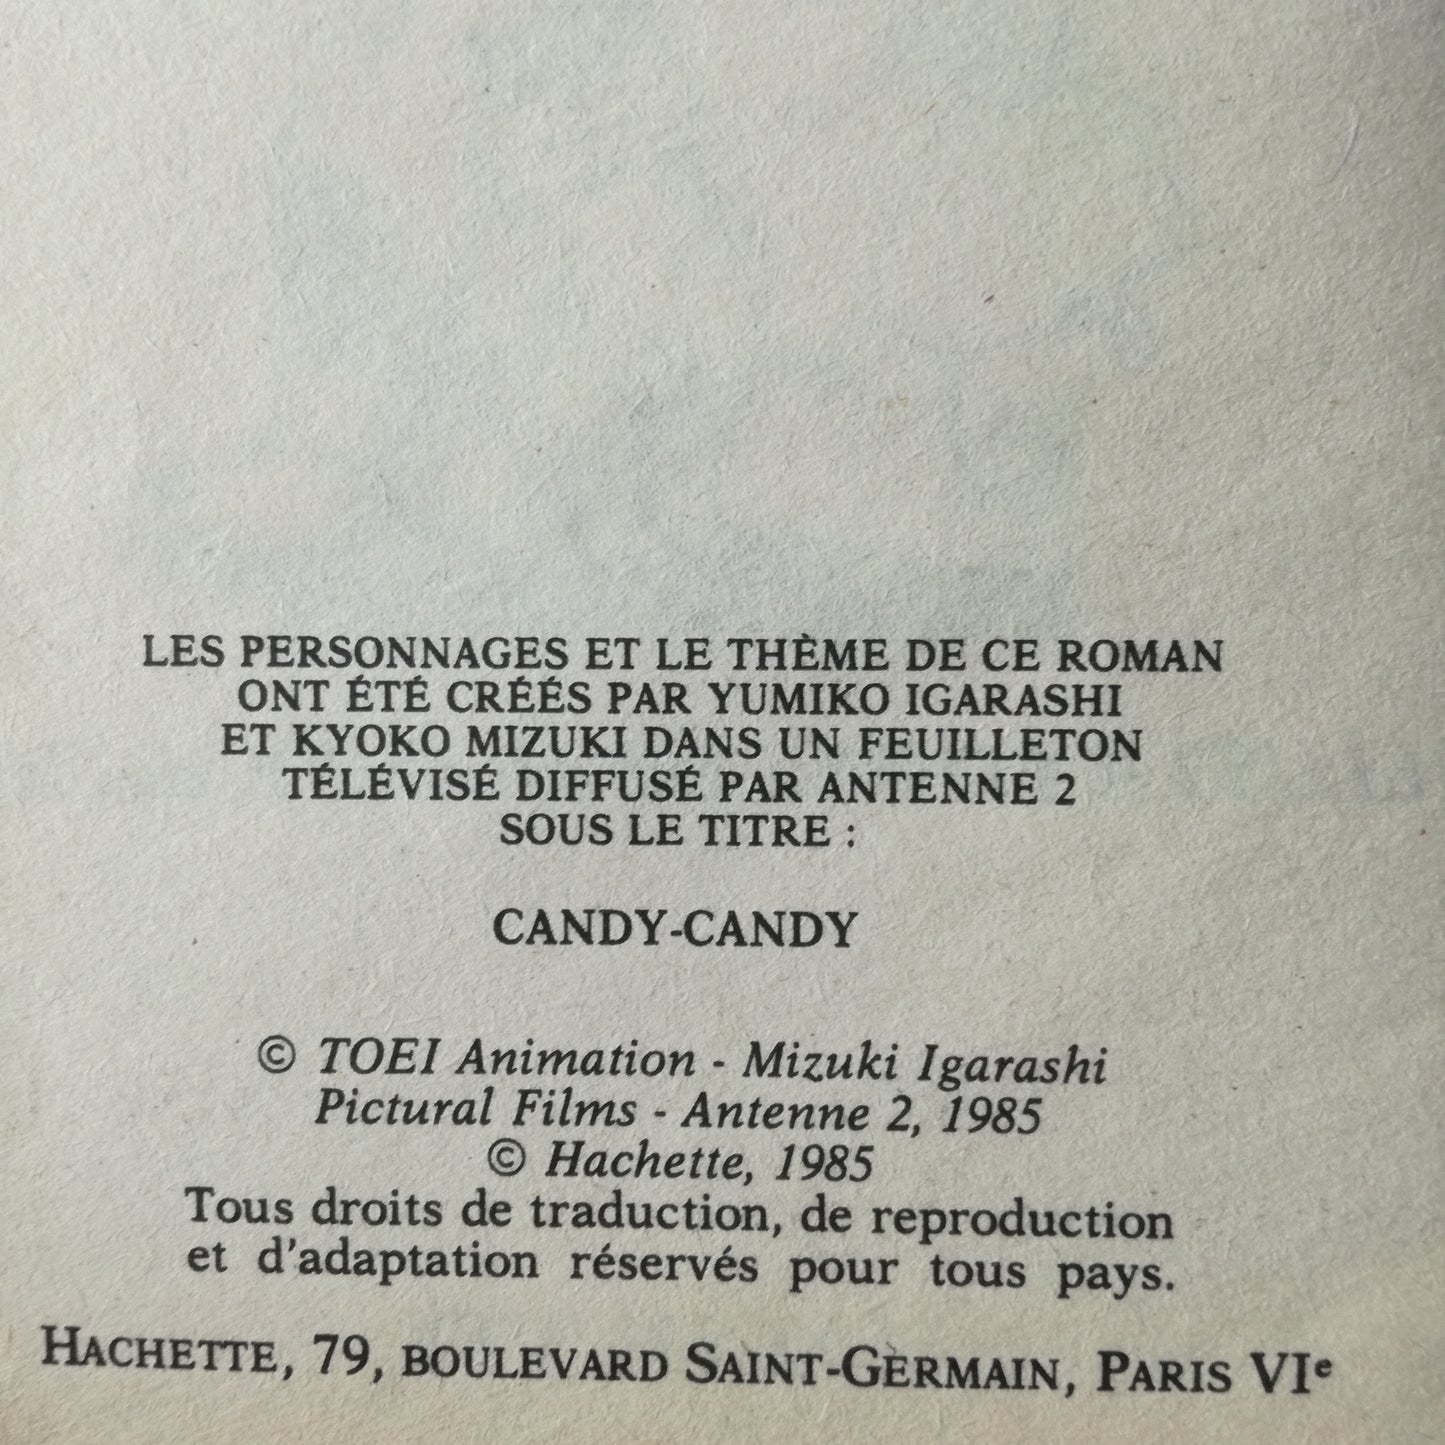 LES PERSONNAGES ET LE THÈME DE CE ROMAN
ONT ÉTÉ CRÉÉS PAR YUMIKO IGARASHI
ET KYOKO MIZUKI DANS UN FEUILLETON
TÉLÉVISÉ DIFFUSÉ PAR ANTENNE 2
SOUS LE TITRE :
CANDY-CANDY
© TOEI Animation - Mizuki Igarashi
Pictural Films - Antenne 2, 1985
© Hachette, 1985
Tous droits de traduction, de reproduction
et d'adaptation réservés pour tous pays.
HACHETTE, 79, BOULEVARD SAINT-GERMAIN, PARIS VIe